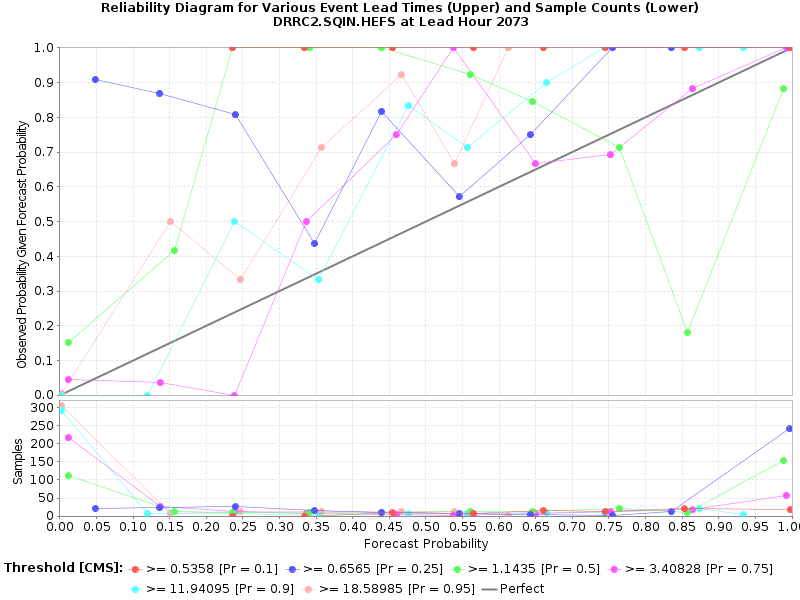 Reliability Diagram for Various Event Lead Times (Upper) and Sample Counts (Lower)
DRRC2.SQIN.HEFS at Lead Hour 2073
Observed Probability Given Forecast Probability
1.0
0.9
0.8
0.7
0.6
0.5
0.4
0.3
0.2
0.1
0.0
Samples
300
250
200
150
100
50
0
0.00 0.05 0.10 0.15 0.20 0.25 0.30 0.35 0.40 0.45 0.50 0.55 0.60 0.65 0.70 0.75 0.80 0.85 0.90 0.95 1.0
Forecast Probability
Threshold [CMS]: >= 0.5358 [Pr = 0.1] >= 0.6565 [Pr = 0.25] >= 1.1435 [Pr = 0.5] >= 3.40828 [Pr = 0.75]
>= 11.94095 [Pr = 0.9] >= 18.58985 [Pr = 0.95] Perfect